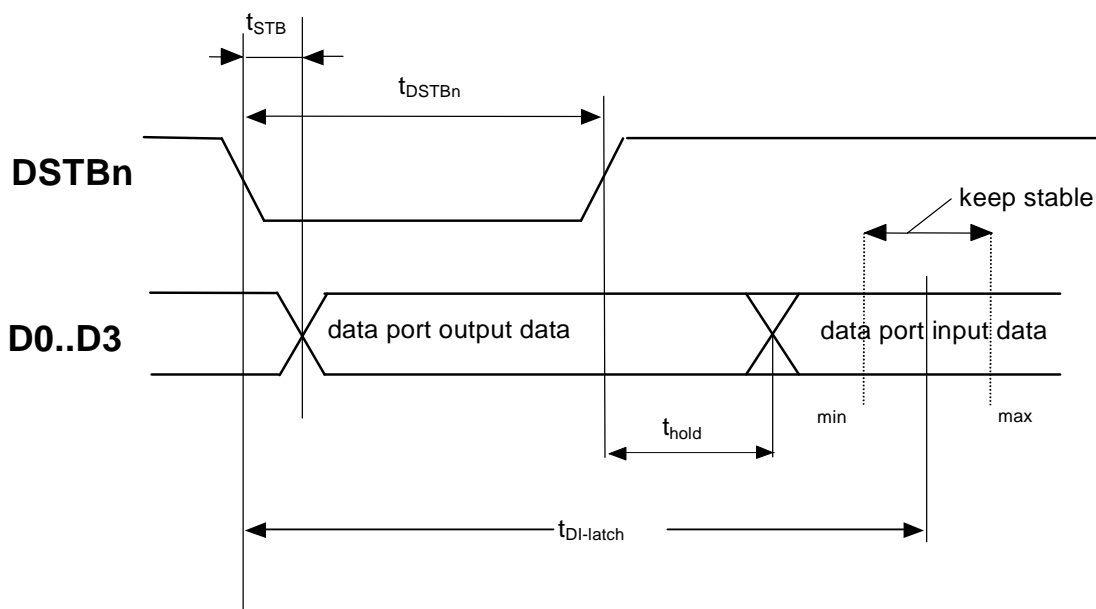 tSTB
tDSTBn
DSTBn
keep stable
D0..D3
data port output data
data port input data
min
max
thold
tDI-latch